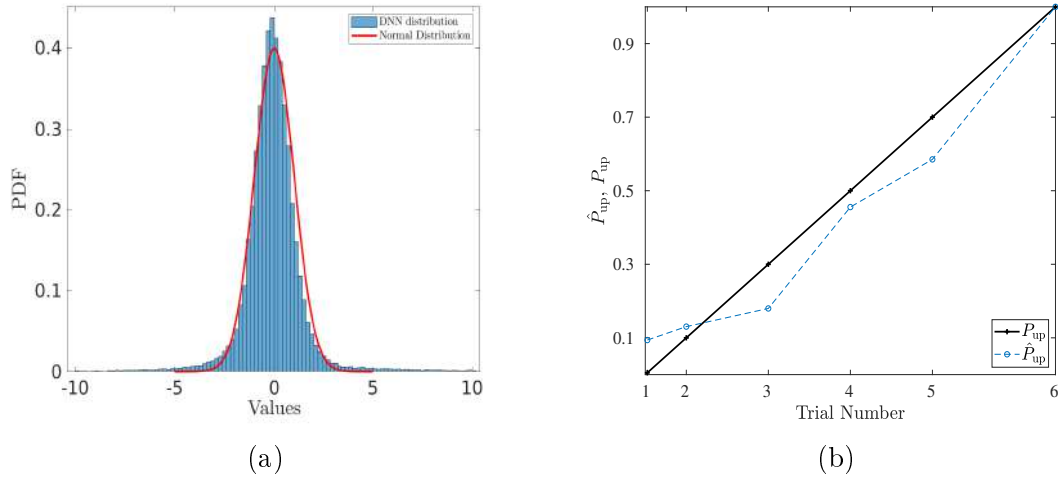 DNN distribution
Normal Distribution
0.4
0.3
0.2
0.1
0
PDF
-10 -5 0 5 10
Values
(a)
0.9
0.7
0.5
0.3
0.1
P̂up, Pup
Pup
P̂up
1 2 3 4 5 6
Trial Number
(b)